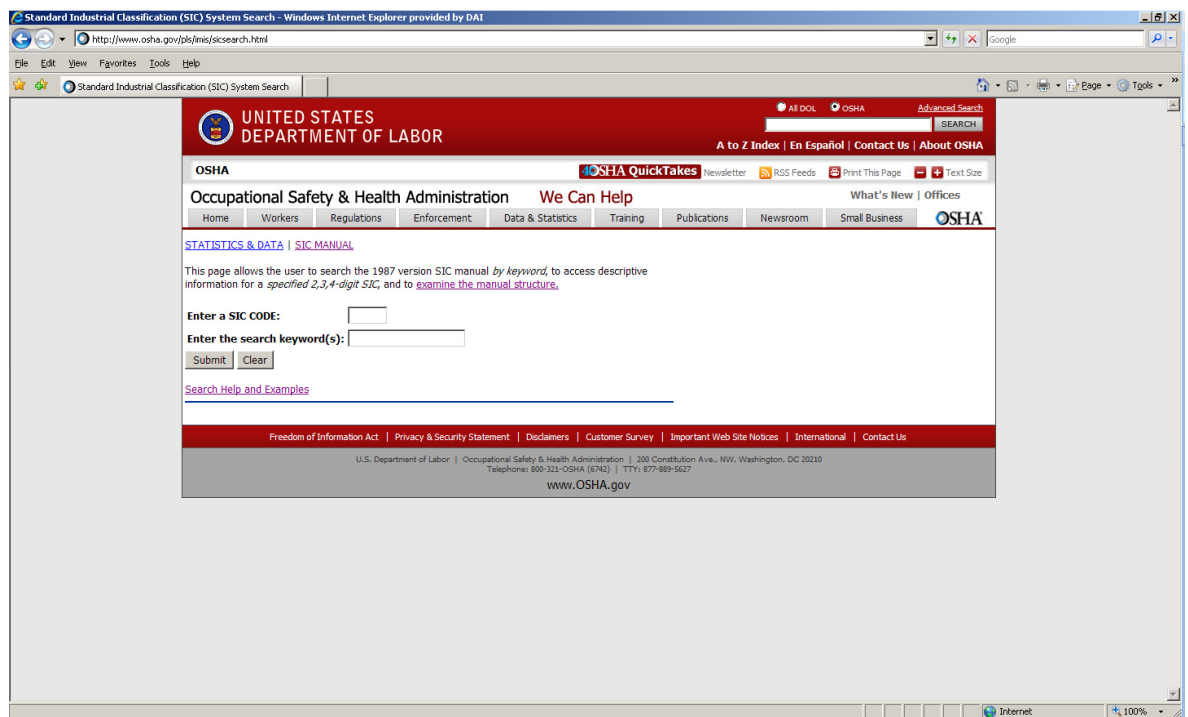 Standard Industrial Classification (SIC) System Search - Windows Internet Explorer provided by DAI
http://www.osha.gov/pls/imis/sicsearch.html
Google
File Edit View Favorites Tools Help
Standard Industrial Classification (SIC) System Search
Page Tools »
All DOL OSHA Advanced Search
UNITED STATES
DEPARTMENT OF LABOR
SEARCH
A to Z Index | En Español | Contact Us | About OSHA
OSHA
OSHA QuickTakes Newsletter RSS Feeds Print This Page Text Size
Occupational Safety & Health Administration We Can Help
What's New | Offices
Home Workers Regulations Enforcement Data & Statistics Training Publications Newsroom Small Business OSHA
STATISTICS & DATA | SIC MANUAL
This page allows the user to search the 1987 version SIC manual by keyword, to access descriptive
information for a specified 2,3,4-digit SIC, and to examine the manual structure.
Enter a SIC CODE:
Enter the search keyword(s):
Submit Clear
Search Help and Examples
Freedom of Information Act | Privacy & Security Statement | Disclaimers | Customer Survey | Important Web Site Notices | International | Contact Us
U.S. Department of Labor | Occupational Safety & Health Administration | 200 Constitution Ave., NW, Washington, DC 20210
Telephone: 800-321-OSHA (6742) | TTY: 877-889-5627
www.OSHA.gov
Internet 100%